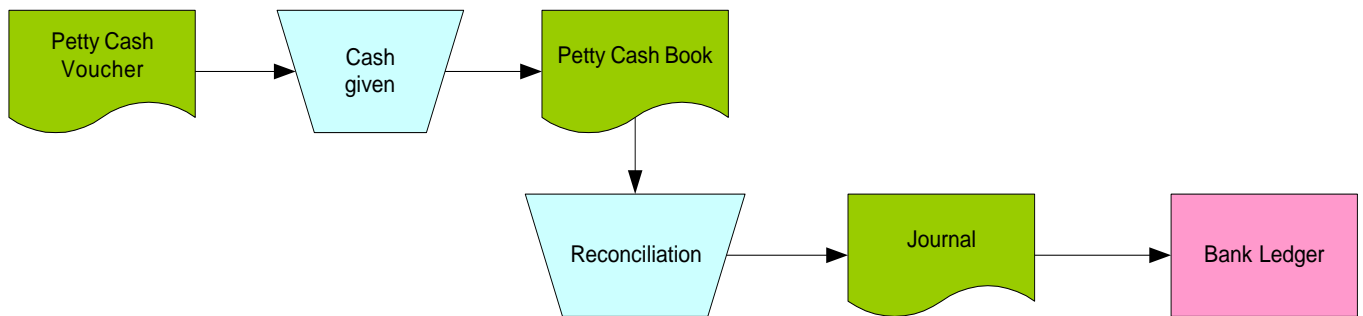 Petty Cash
Voucher
Cash
given
Petty Cash Book
Reconciliation
Journal
Bank Ledger